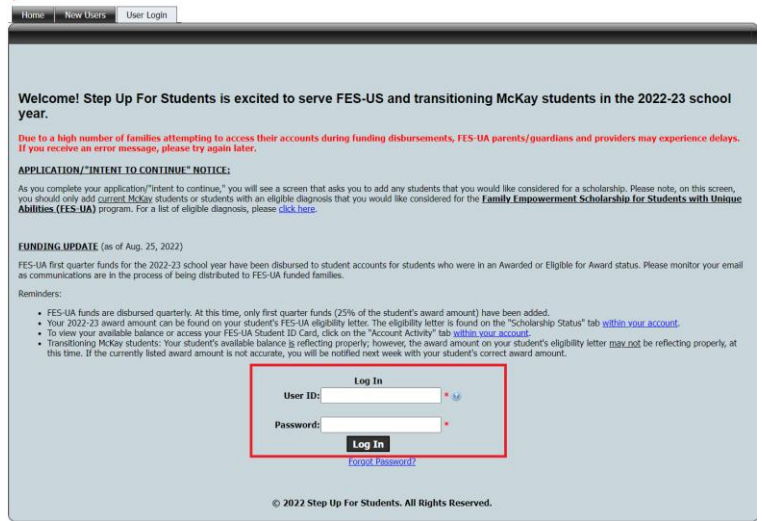 Home New Users User Login
Welcome! Step Up For Students is excited to serve FES-US and transitioning McKay students in the 2022-23 school
year.
Due to a high number of families attempting to access their accounts during funding disbursements, FES-UA parents/guardians and providers may experience delays.
If you receive an error message, please try again later.
APPLICATION/"INTENT TO CONTINUE" NOTICE:
As you complete your application/"intent to continue," you will see a screen that asks you to add any students that you would like considered for a scholarship. Please note, on this screen,
you should only add current McKay students or students with an eligible diagnosis that you would like considered for the Family Empowerment Scholarship for Students with Unique
Abilities (FES-UA) program. For a list of eligible diagnosis, please click here.
FUNDING UPDATE (as of Aug. 25, 2022)
FES-UA first quarter funds for the 2022-23 school year have been disbursed to student accounts for students who were in an Awarded or Eligible for Award status. Please monitor your email
as communications are in the process of being distributed to FES-UA funded families.
Reminders:
• FES-UA funds are disbursed quarterly. At this time, only first quarter funds (25% of the student's award amount) have been added.
• Your 2022-23 award amount can be found on your student's FES-UA eligibility letter. The eligibility letter is found on the "Scholarship Status" tab within your account.
• To view your available balance or access your FES-UA Student ID Card, click on the "Account Activity" tab within your account.
• Transitioning McKay students: Your student's available balance is reflecting properly; however, the award amount on your student's eligibility letter may not be reflecting properly, at
this time. If the currently listed award amount is not accurate, you will be notified next week with your student's correct award amount.
Log In
User ID: *
Password: *
Log In
Forgot Password?
© 2022 Step Up For Students. All Rights Reserved.